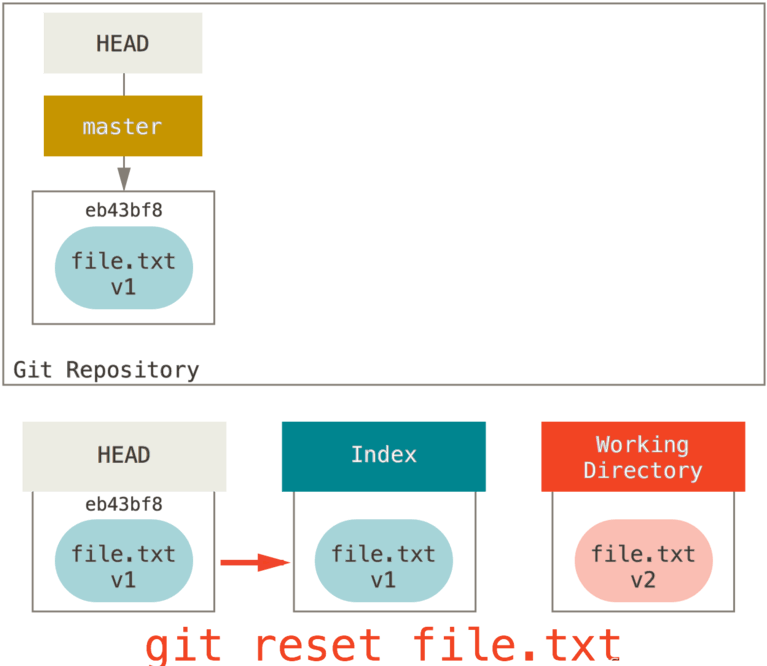 HEAD
master
eb43bf8
file.txt
v1
Git Repository
HEAD
Index
Working
Directory
eb43bf8
file.txt
v1
file.txt
v1
file.txt
v2
git reset file.txt